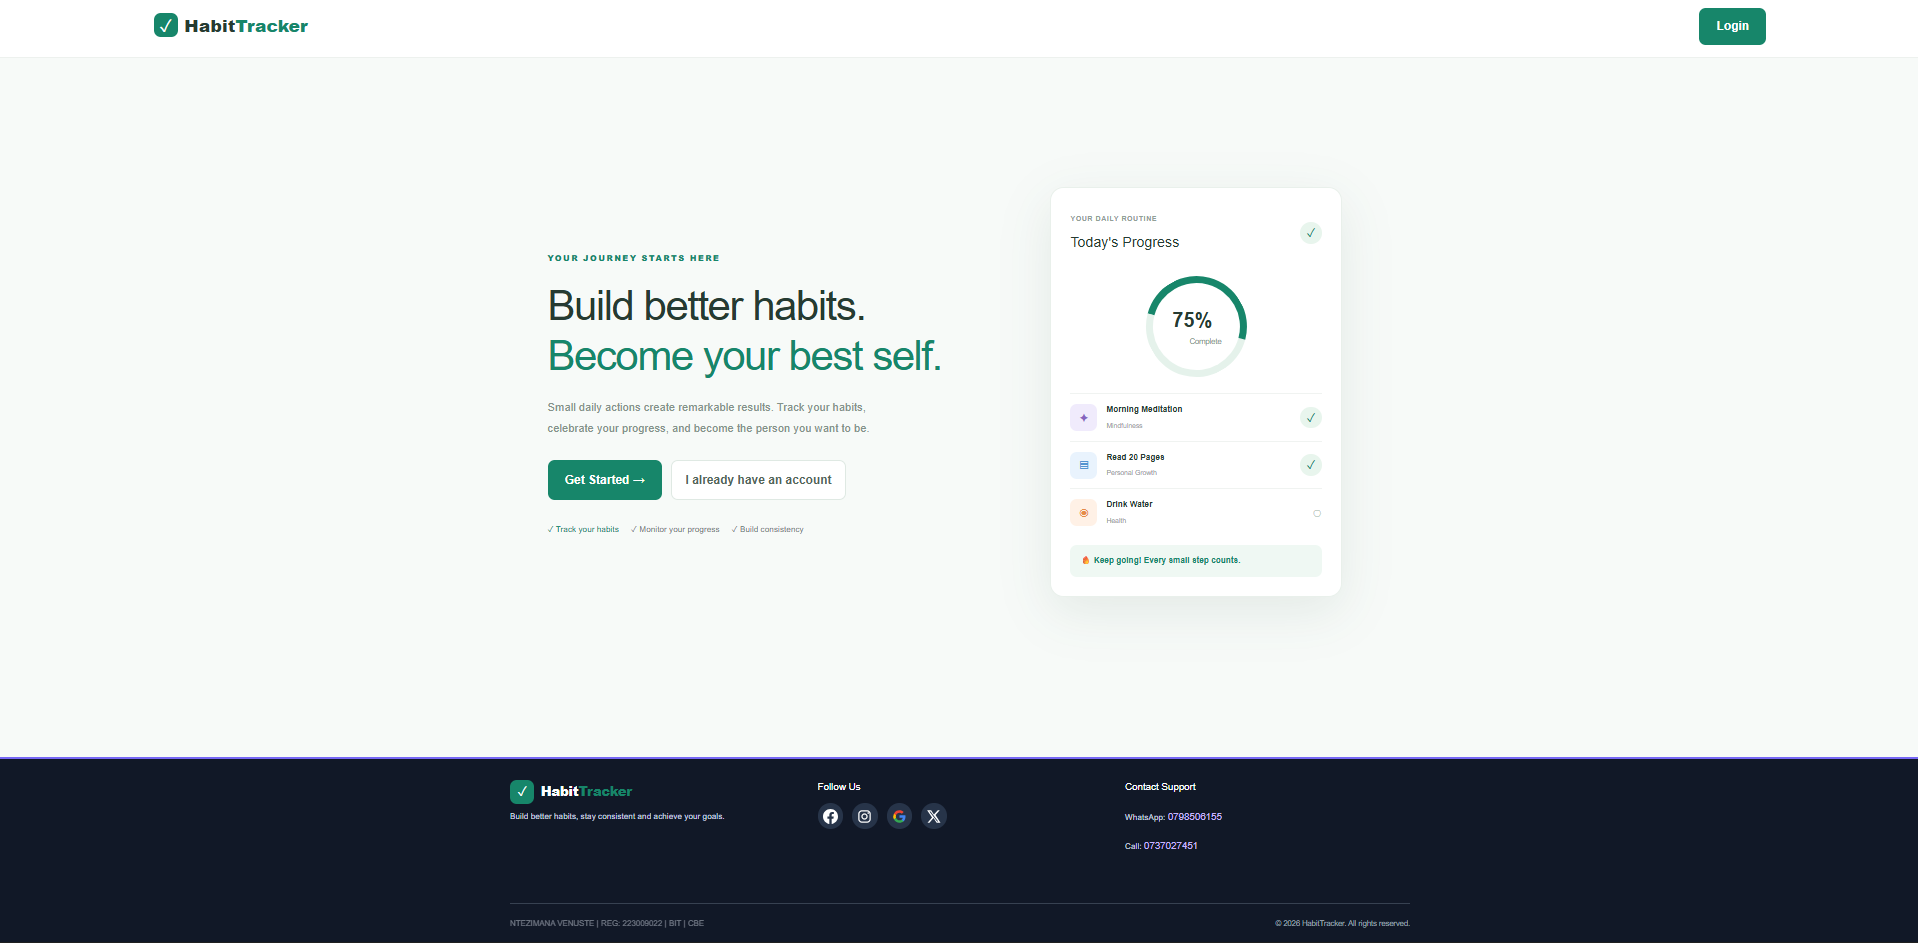 HabitTracker
Login
YOUR JOURNEY STARTS HERE
Build better habits.
Become your best self.
Small daily actions create remarkable results. Track your habits,
celebrate your progress, and become the person you want to be.
Get Started →
I already have an account
✓ Track your habits ✓ Monitor your progress ✓ Build consistency
YOUR DAILY ROUTINE
Today's Progress
75%
Complete
Morning Meditation
Mindfulness
Read 20 Pages
Personal Growth
Drink Water
Health
🔥 Keep going! Every small step counts.
HabitTracker
Build better habits, stay consistent and achieve your goals.
Follow Us
Contact Support
WhatsApp: 0798506155
Call: 0737027451
NTEZIMANA VENUSTE | REG: 223009022 | BIT | CBE
© 2026 HabitTracker. All rights reserved.